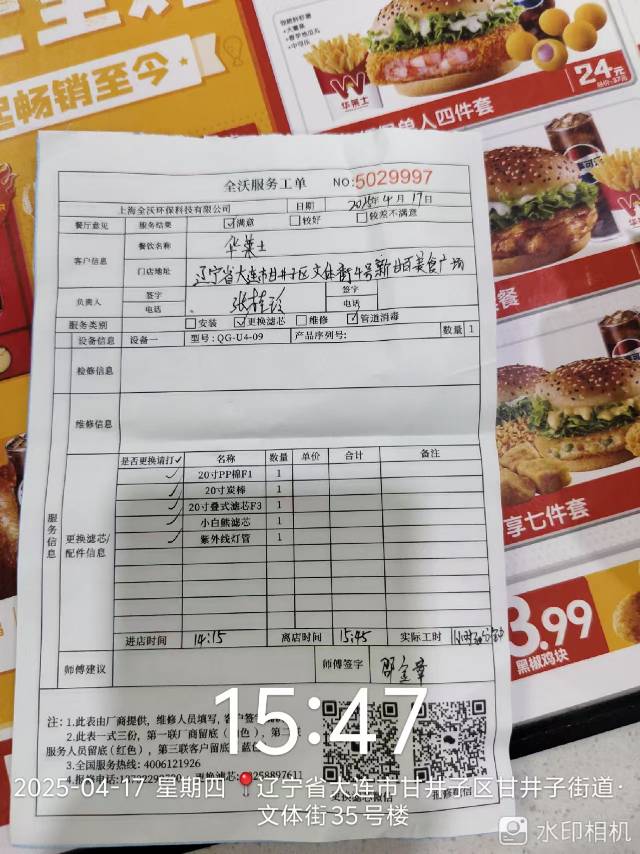 畅销至今
24元
华莱士
人四件套
套餐
享七件套
3.99
黑椒鸡块
全沃服务工单 NO:5029997
上海全沃环保科技有限公司 日期 2025年4月17日
餐厅意见 服务结果 ☑满意 □较好 □较差不满意
客户信息 餐饮名称 华莱士
门店地址 辽宁省大连市甘井子区文体街4号新甘百美食广场
负责人 签字 签字
电话 电话
服务类别 □安装 ☑更换滤芯 □维修 ☑管道消毒
设备信息 设备一 型号:QG-U4-09 产品序列号: 数量 1
检修信息
维修信息
服务信息
更换滤芯/配件信息
是否更换请打✓ 名称 数量 单价 合计 备注
✓ 20寸PP棉F1 1
✓ 20寸炭棒 1
✓ 20寸叠式滤芯F3 1
✓ 小白熊滤芯 1
✓ 紫外线灯管 1
进店时间 14:15 离店时间 15:45 实际工时 1小时30分钟
师傅建议 师傅签字
注:1.此表由厂商提供,维修人员填写,客户签
2.此表一式三份,第一联厂商留底(
服务人员留底(红色),第三联客户留底
3.全国服务热线:4006121926
15:47
2025-04-17 星期四 辽宁省大连市甘井子区甘井子街道·
文体街35号楼
水印相机